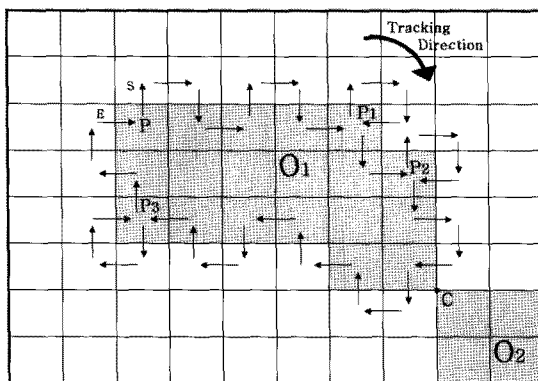 Tracking
Direction
S
E
P
P1
O1
P2
P3
C
O2